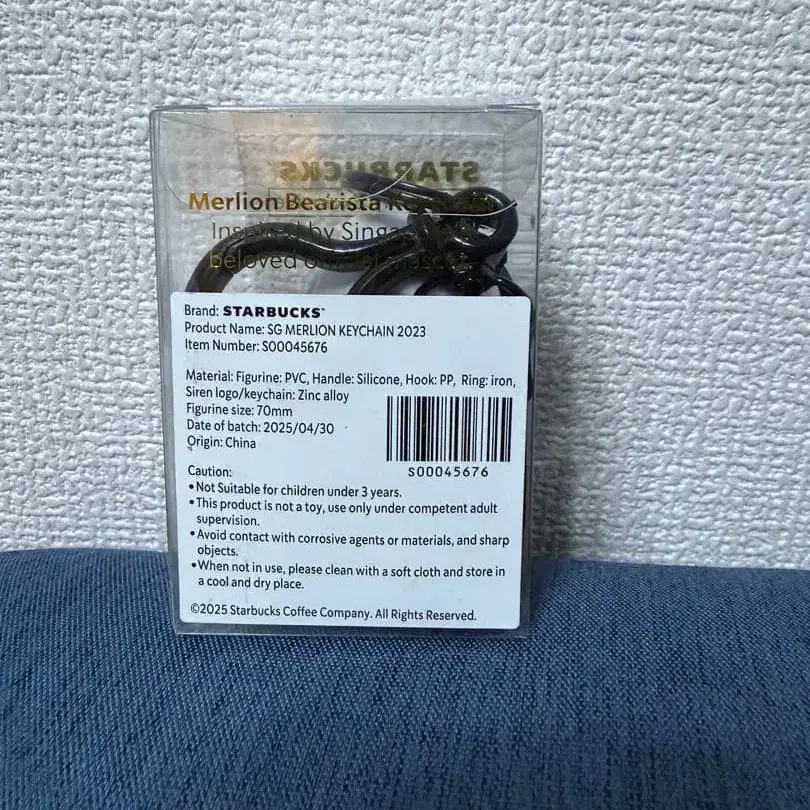 STARBUCKS
Merlion Bearista
Inspired by
beloved
Brand: STARBUCKS™
Product Name: SG MERLION KEYCHAIN 2023
Item Number: S00045676
Material: Figurine: PVC, Handle: Silicone, Hook: PP, Ring: iron,
Siren logo/keychain: Zinc alloy
Figurine size: 70mm
Date of batch: 2025/04/30
Origin: China
S00045676
Caution:
•Not Suitable for children under 3 years.
•This product is not a toy, use only under competent adult
supervision.
•Avoid contact with corrosive agents or materials, and sharp
objects.
•When not in use, please clean with a soft cloth and store in
a cool and dry place.
©2025 Starbucks Coffee Company. All Rights Reserved.